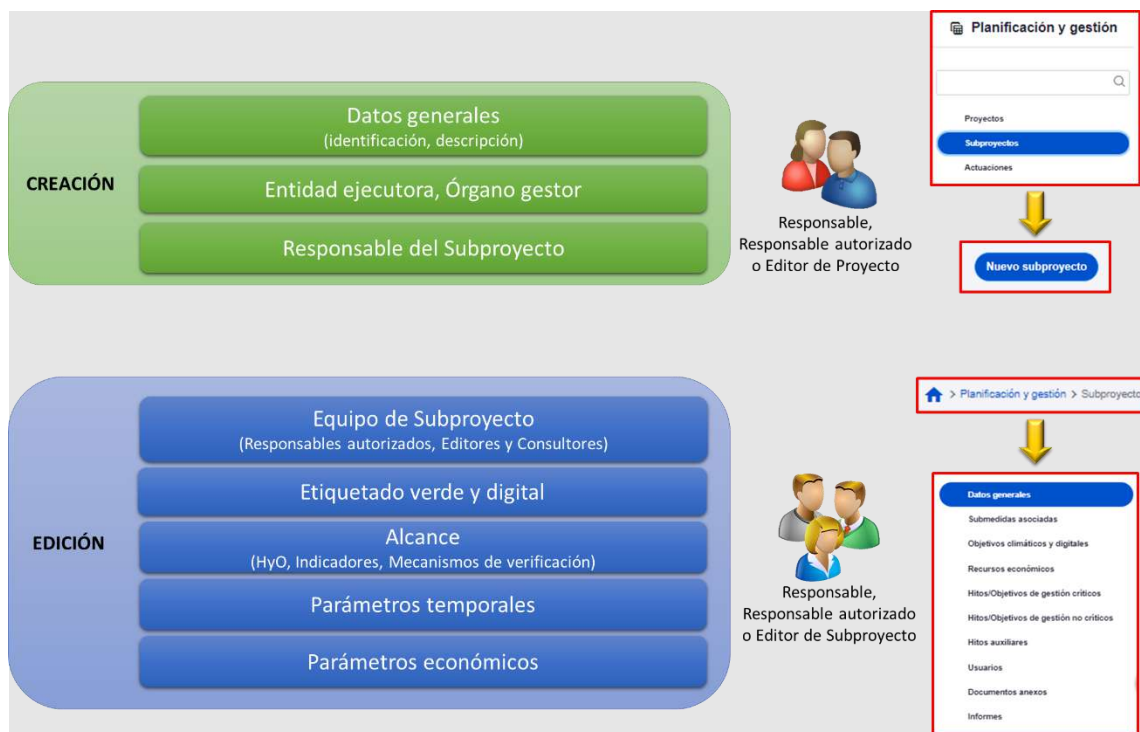 Planificación y gestión
Proyectos
Subproyectos
Actuaciones
Nuevo subproyecto
CREACIÓN
Datos generales
(identificación, descripción)
Entidad ejecutora, Órgano gestor
Responsable del Subproyecto
Responsable,
Responsable autorizado
o Editor de Proyecto
EDICIÓN
Equipo de Subproyecto
(Responsables autorizados, Editores y Consultores)
Etiquetado verde y digital
Alcance
(HyO, Indicadores, Mecanismos de verificación)
Parámetros temporales
Parámetros económicos
Responsable,
Responsable autorizado
o Editor de Subproyecto
> Planificación y gestión > Subproyecto
Datos generales
Submedidas asociadas
Objetivos climáticos y digitales
Recursos económicos
Hitos/Objetivos de gestión críticos
Hitos/Objetivos de gestión no críticos
Hitos auxiliares
Usuarios
Documentos anexos
Informes